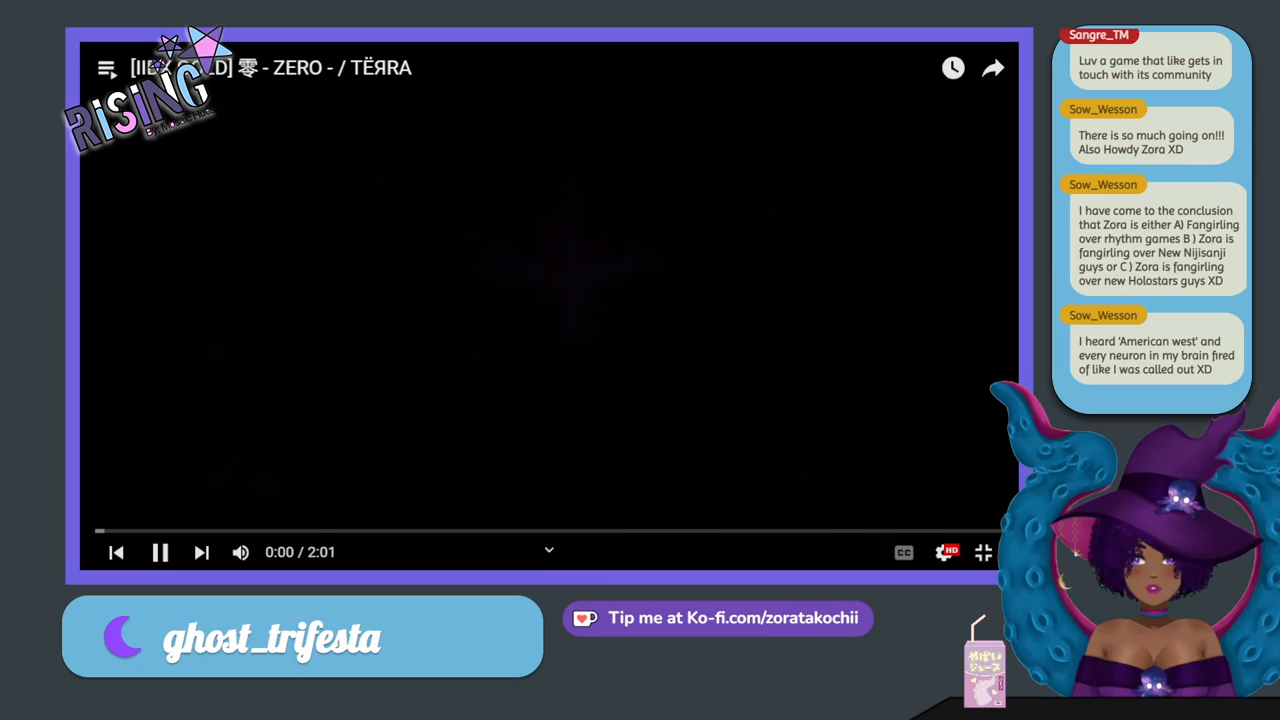 零 - ZERO - / TЁЯRA
RiSiNG
Sangre_TM
Luv a game that like gets in
touch with its community
Sow_Wesson
There is so much going on!!!
Also Howdy Zora XD
Sow_Wesson
I have come to the conclusion
that Zora is either A) Fangirling
over rhythm games B ) Zora is
fangirling over New Nijisanji
guys or C ) Zora is fangirling
over new Holostars guys XD
Sow_Wesson
I heard 'American west' and
every neuron in my brain fired
of like I was called out XD
0:00 / 2:01
CC
HD
ghost_trifesta
Tip me at Ko-fi.com/zoratakochii